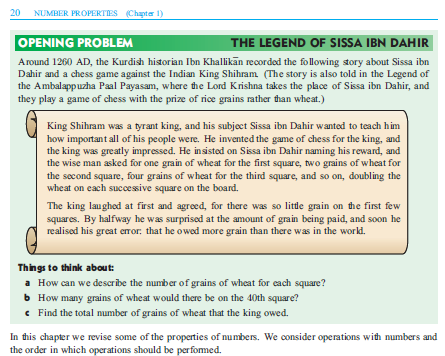 20 NUMBER PROPERTIES (Chapter 1)
OPENING PROBLEM THE LEGEND OF SISSA IBN DAHIR
Around 1260 AD, the Kurdish historian Ibn Khallikān recorded the following story about Sissa ibn
Dahir and a chess game against the Indian King Shihram. (The story is also told in the Legend of
the Ambalappuzha Paal Payasam, where the Lord Krishna takes the place of Sissa ibn Dahir, and
they play a game of chess with the prize of rice grains rather than wheat.)
King Shihram was a tyrant king, and his subject Sissa ibn Dahir wanted to teach him
how important all of his people were. He invented the game of chess for the king, and
the king was greatly impressed. He insisted on Sissa ibn Dahir naming his reward, and
the wise man asked for one grain of wheat for the first square, two grains of wheat for
the second square, four grains of wheat for the third square, and so on, doubling the
wheat on each successive square on the board.
The king laughed at first and agreed, for there was so little grain on the first few
squares. By halfway he was surprised at the amount of grain being paid, and soon he
realised his great error: that he owed more grain than there was in the world.
Things to think about:
a How can we describe the number of grains of wheat for each square?
b How many grains of wheat would there be on the 40th square?
c Find the total number of grains of wheat that the king owed.
In this chapter we revise some of the properties of numbers. We consider operations with numbers and
the order in which operations should be performed.